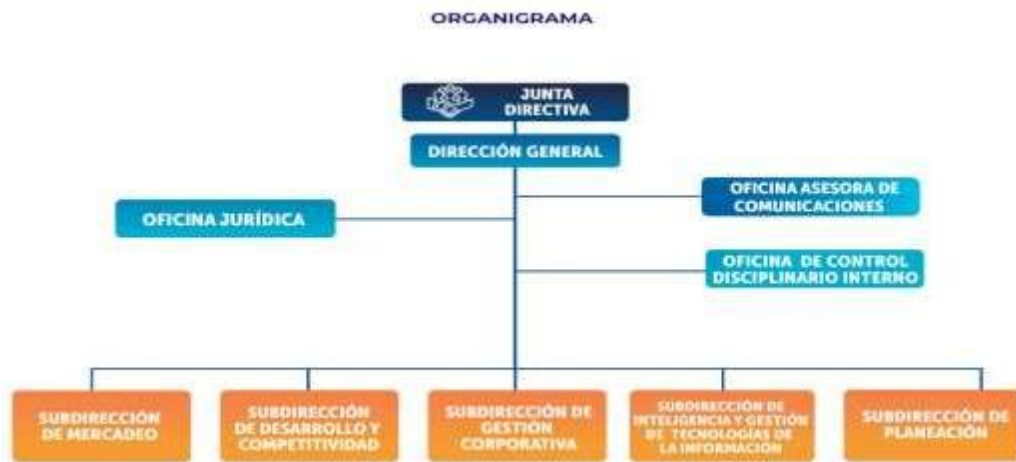 ORGANIGRAMA
JUNTA
DIRECTIVA
DIRECCIÓN GENERAL
OFICINA ASESORA DE
COMUNICACIONES
OFICINA JURÍDICA
OFICINA DE CONTROL
DISCIPLINARIO INTERNO
SUBDIRECCIÓN
DE MERCADEO
SUBDIRECCIÓN
DE DESARROLLO Y
COMPETITIVIDAD
SUBDIRECCIÓN DE
GESTIÓN
CORPORATIVA
SUBDIRECCIÓN DE
INTELIGENCIA Y GESTIÓN
DE TECNOLOGÍAS DE
LA INFORMACIÓN
SUBDIRECCIÓN DE
PLANEACIÓN